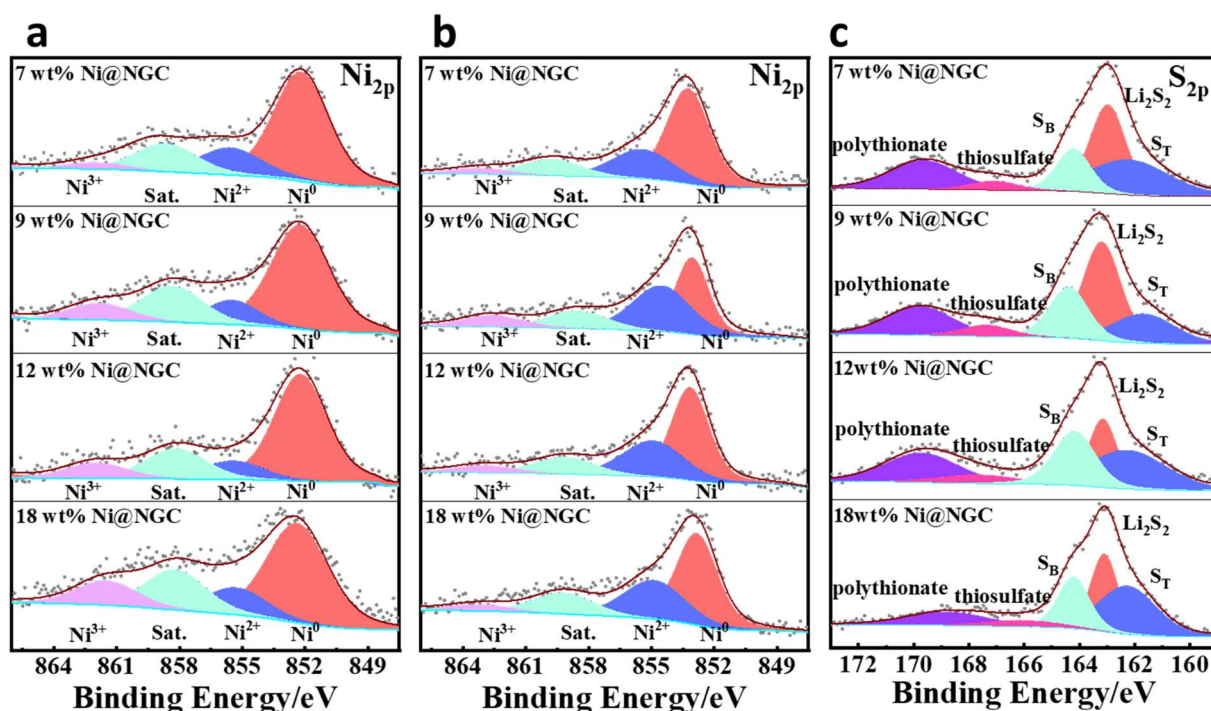 a
7 wt% Ni@NGC
Ni2p
Ni3+
Sat.
Ni2+
Ni0
9 wt% Ni@NGC
Ni3+
Sat.
Ni2+
Ni0
12 wt% Ni@NGC
Ni3+
Sat.
Ni2+
Ni0
18 wt% Ni@NGC
Ni3+
Sat.
Ni2+
Ni0
864 861 858 855 852 849
Binding Energy/eV
b
7 wt% Ni@NGC
Ni2p
Ni3+
Sat.
Ni2+
Ni0
9 wt% Ni@NGC
Ni3+
Sat.
Ni2+
Ni0
12 wt% Ni@NGC
Ni3+
Sat.
Ni2+
Ni0
18 wt% Ni@NGC
Ni3+
Sat.
Ni2+
Ni0
864 861 858 855 852 849
Binding Energy/eV
c
7 wt% Ni@NGC
S2p
Li2S2
SB
ST
polythionate
thiosulfate
9 wt% Ni@NGC
Li2S2
SB
ST
polythionate
thiosulfate
12wt% Ni@NGC
Li2S2
SB
ST
polythionate
thiosulfate
18wt% Ni@NGC
Li2S2
SB
ST
polythionate
thiosulfate
172 170 168 166 164 162 160
Binding Energy/eV